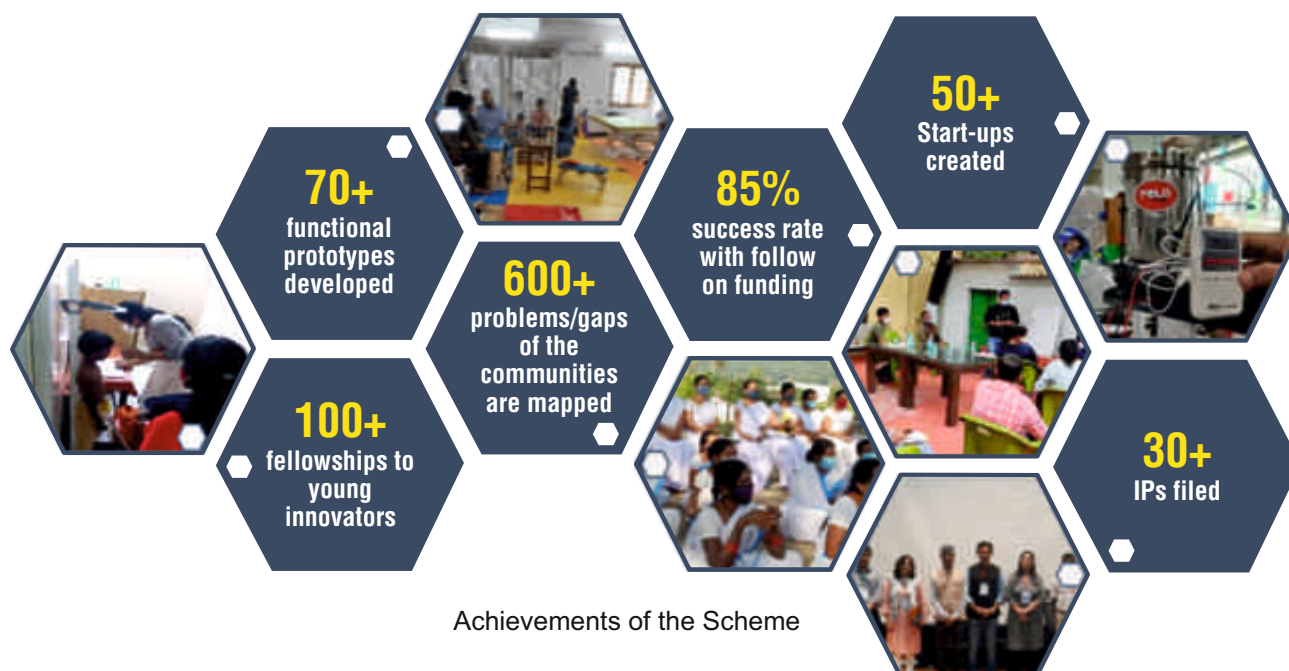 70+
functional
prototypes
developed
100+
fellowships to
young
innovators
600+
problems/gaps
of the
communities
are mapped
85%
success rate
with follow
on funding
50+
Start-ups
created
30+
IPs filed
Achievements of the Scheme